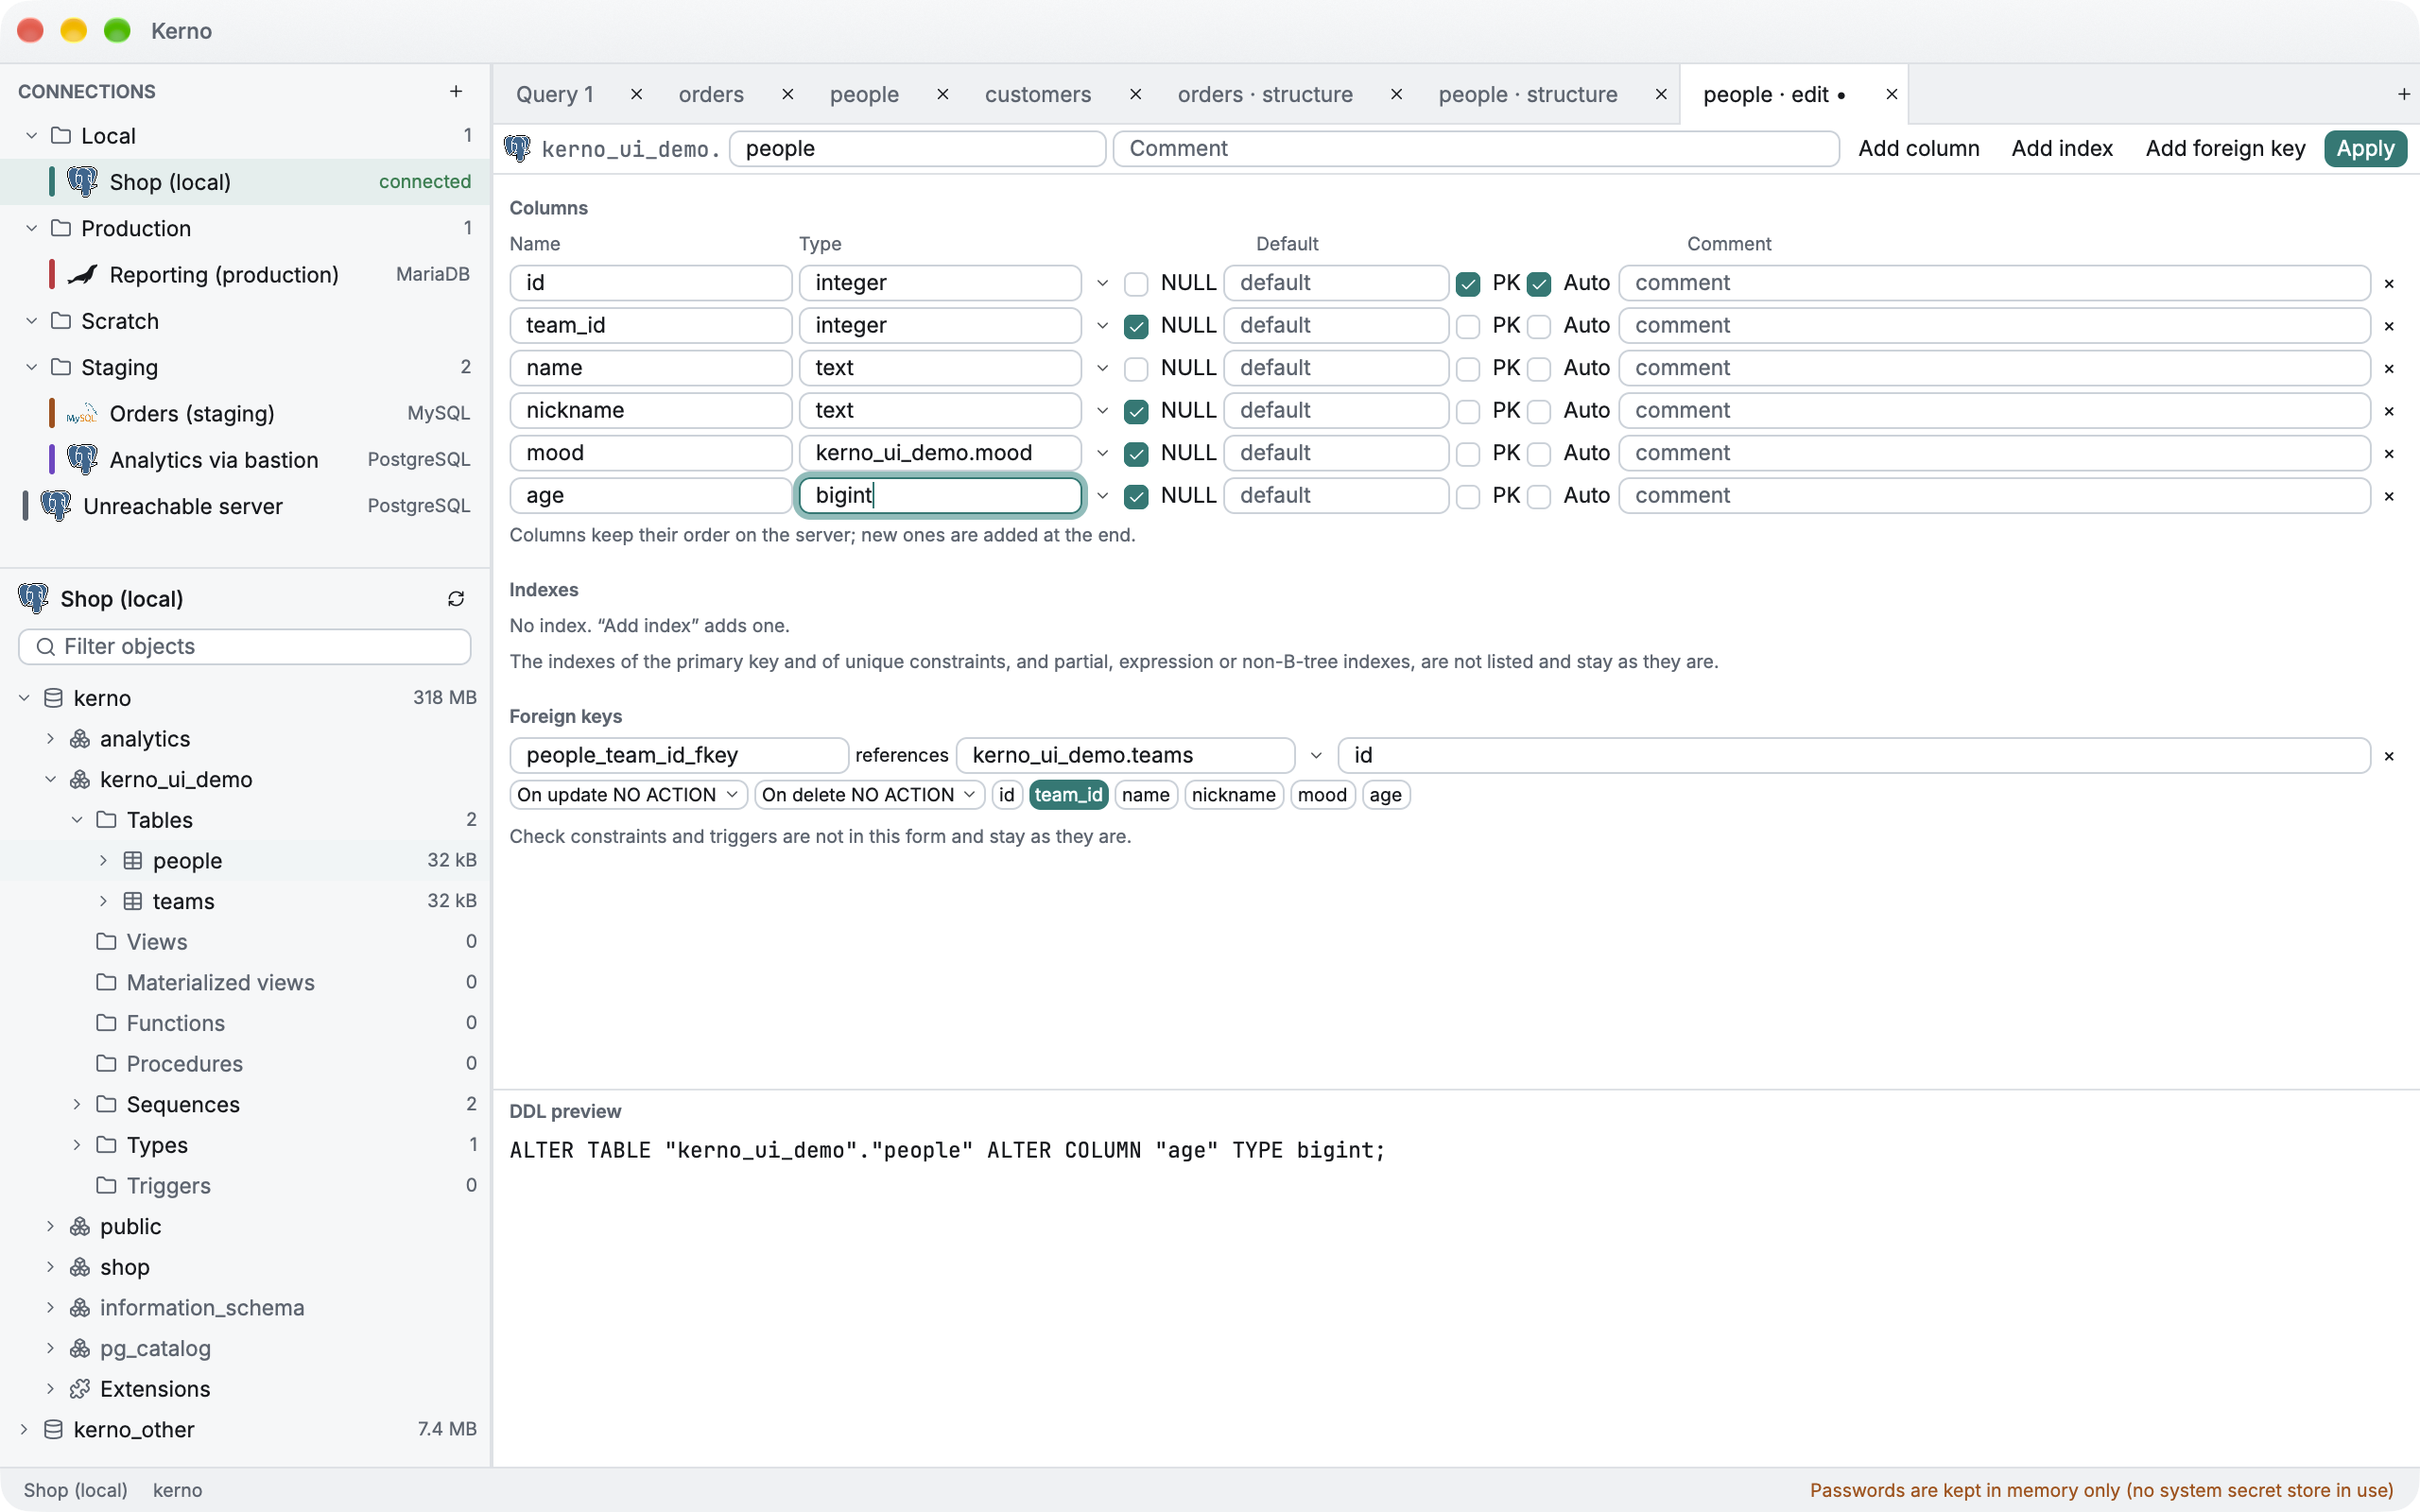 Kerno
CONNECTIONS +
Local 1
Shop (local) connected
Production 1
Reporting (production) MariaDB
Scratch
Staging 2
MySQL Orders (staging) MySQL
Analytics via bastion PostgreSQL
Unreachable server PostgreSQL
Shop (local)
Filter objects
kerno 318 MB
analytics
kerno_ui_demo
Tables 2
people 32 kB
teams 32 kB
Views 0
Materialized views 0
Functions 0
Procedures 0
Sequences 2
Types 1
Triggers 0
public
shop
information_schema
pg_catalog
Extensions
kerno_other 7.4 MB
Query 1 × orders × people × customers × orders · structure × people · structure × people · edit • × +
kerno_ui_demo. people Comment Add column Add index Add foreign key Apply
Columns
Name Type Default Comment
id integer NULL default PK Auto comment ×
team_id integer NULL default PK Auto comment ×
name text NULL default PK Auto comment ×
nickname text NULL default PK Auto comment ×
mood kerno_ui_demo.mood NULL default PK Auto comment ×
age bigint NULL default PK Auto comment ×
Columns keep their order on the server; new ones are added at the end.
Indexes
No index. “Add index” adds one.
The indexes of the primary key and of unique constraints, and partial, expression or non-B-tree indexes, are not listed and stay as they are.
Foreign keys
people_team_id_fkey references kerno_ui_demo.teams id ×
On update NO ACTION On delete NO ACTION id team_id name nickname mood age
Check constraints and triggers are not in this form and stay as they are.
DDL preview
ALTER TABLE "kerno_ui_demo"."people" ALTER COLUMN "age" TYPE bigint;
Shop (local) kerno Passwords are kept in memory only (no system secret store in use)